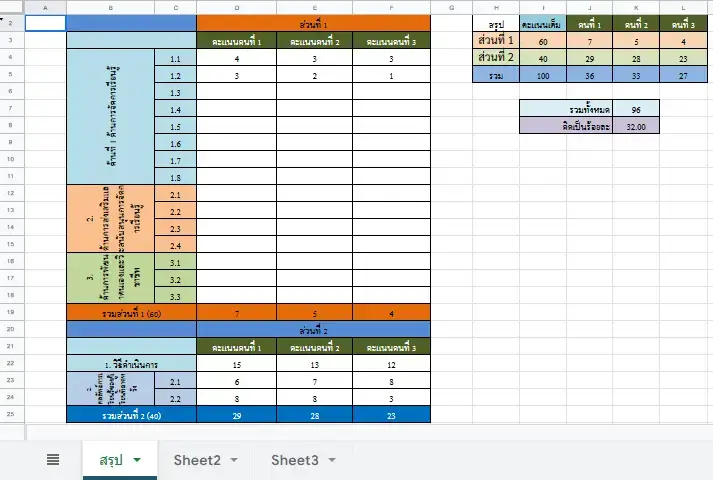 A B C D E F G H I J K L
2 ส่วนที่ 1 สรุป คะแนนเต็ม คนที่ 1 คนที่ 2 คนที่ 3
3 คะแนนคนที่ 1 คะแนนคนที่ 2 คะแนนคนที่ 3 ส่วนที่ 1 60 7 5 4
4 1.1 4 3 3 ส่วนที่ 2 40 29 28 23
5 1.2 3 2 1 รวม 100 36 33 27
6 1.3
7 1.4 รวมทั้งหมด 96
8 1.5 คิดเป็นร้อยละ 32.00
9 1.6
10 1.7
11 1.8
ด้านที่ 1 ด้านการจัดการเรียนรู้
12 2.1
13 2.2
14 2.3
15 2.4
2.
ด้านการส่งเสริมแล
ะสนับสนุนการจัดก
ารเรียนรู้
16 3.1
17 3.2
18 3.3
3.
ด้านการพัฒน
าตนเองและวิ
ชาชีพ
19 รวมส่วนที่ 1 (60) 7 5 4
20 ส่วนที่ 2
21 คะแนนคนที่ 1 คะแนนคนที่ 2 คะแนนคนที่ 3
22 1. วิธีดำเนินการ 15 13 12
23 2.1 6 7 8
24 2.2 8 8 3
2.
25 รวมส่วนที่ 2 (40) 29 28 23
สรุป Sheet2 Sheet3